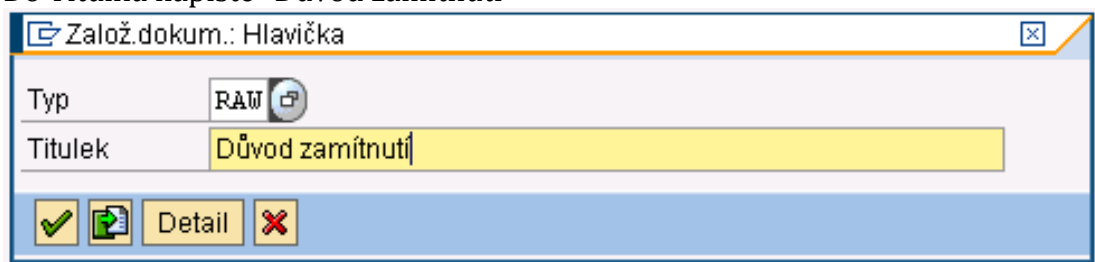 Založ.dokum.: Hlavička
Typ RAW
Titulek Důvod zamítnutí
Detail